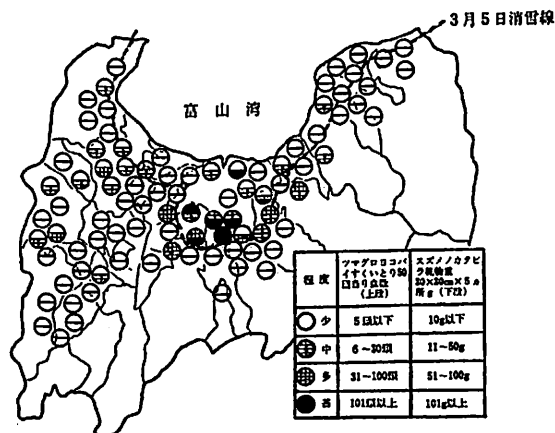 3月5日消雪線
富山湾
程度
ツマグロヨコバイすくいとり50回当り虫数(上段)
スズメノカタビラ乾物重30×30cm×5ヵ所g(下段)
少 5頭以下 10g以下
中 6~30頭 11~50g
多 31~100頭 51~100g
甚 101頭以上 101g以上